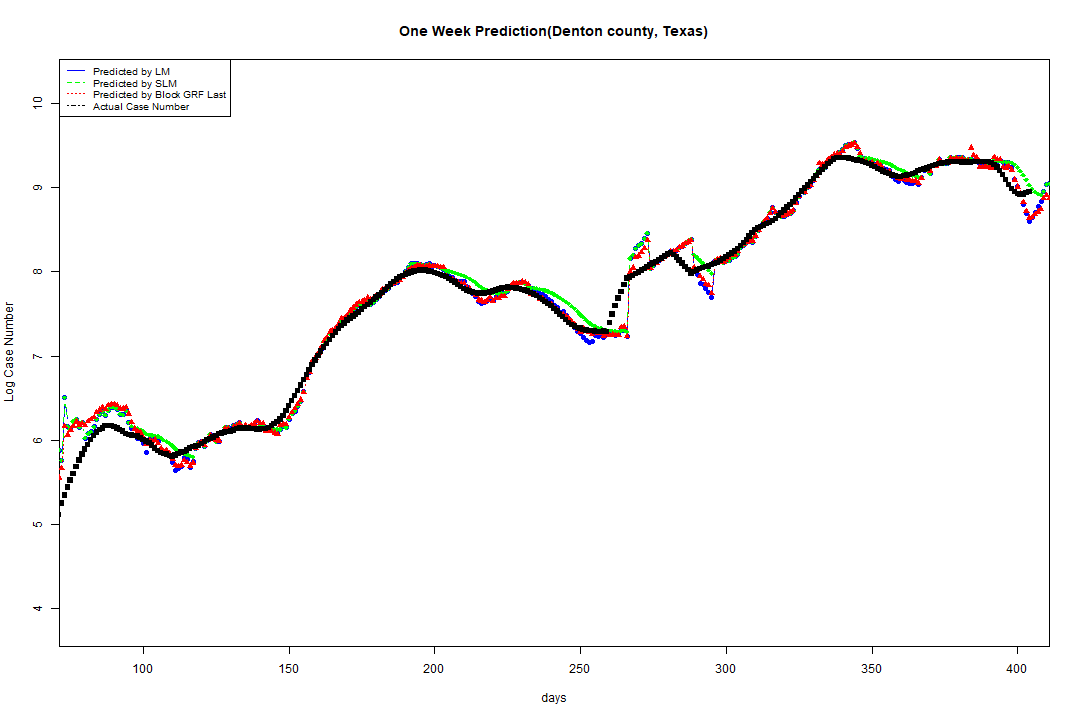 One Week Prediction(Denton county, Texas)
Predicted by LM
Predicted by SLM
Predicted by Block GRF Last
Actual Case Number
10
9
8
7
6
5
4
Log Case Number
100 150 200 250 300 350 400
days